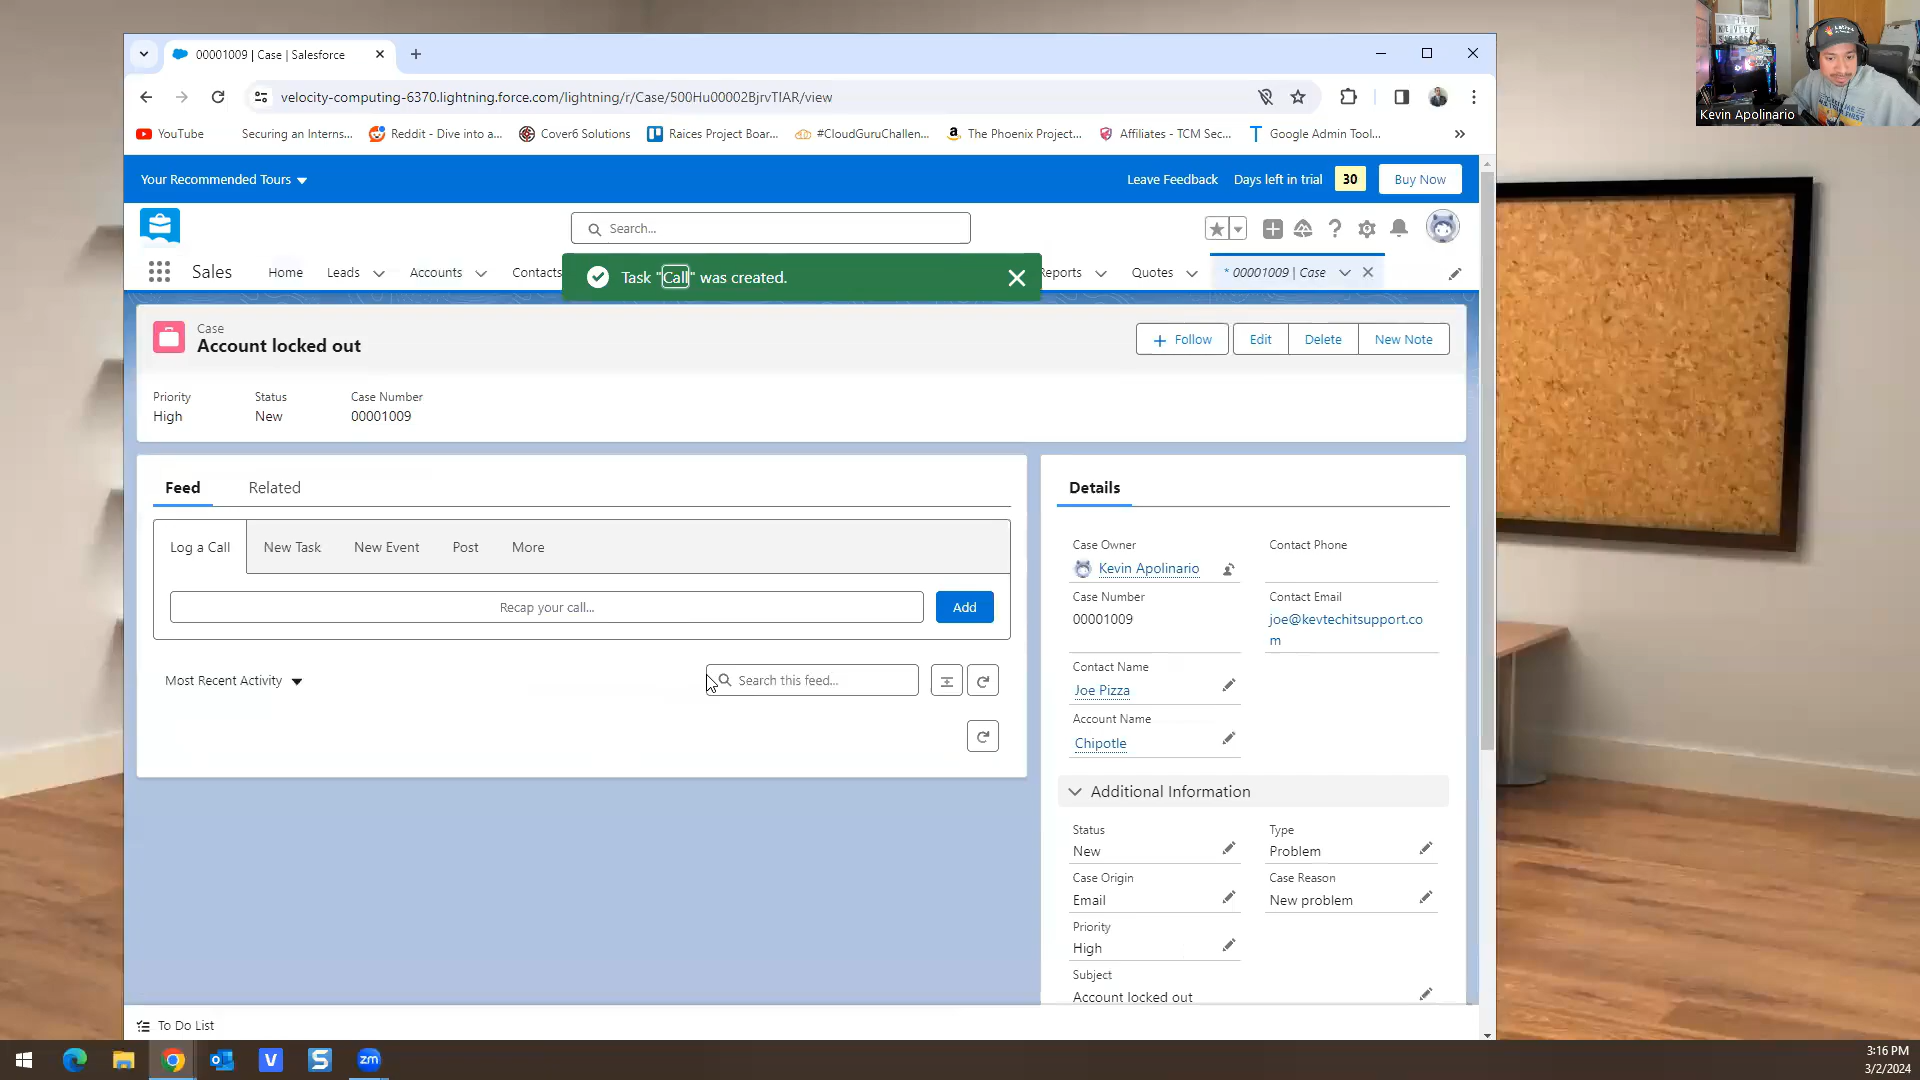 00001009 | Case | Salesforce
velocity-computing-6370.lightning.force.com/lightning/r/Case/500Hu00002BjrvTIAR/view
YouTube
Securing an Interns...
Reddit - Dive into a...
Cover6 Solutions
Raices Project Boar...
#CloudGuruChallen...
The Phoenix Project...
Affiliates - TCM Sec...
Google Admin Tool...
Kevin Apolinario
Your Recommended Tours
Leave Feedback
Days left in trial
30
Buy Now
Search...
Sales
Home
Leads
Accounts
Contacts
Task "Call" was created.
Reports
Quotes
* 00001009 | Case
Case
Account locked out
Follow
Edit
Delete
New Note
Priority
High
Status
New
Case Number
00001009
Feed
Related
Log a Call
New Task
New Event
Post
More
Recap your call...
Add
Most Recent Activity
Search this feed...
Details
Case Owner
Kevin Apolinario
Contact Phone
Case Number
00001009
Contact Email
joe@kevtechitsupport.co
m
Contact Name
Joe Pizza
Account Name
Chipotle
Additional Information
Status
New
Type
Problem
Case Origin
Email
Case Reason
New problem
Priority
High
Subject
Account locked out
To Do List
zm
3:16 PM
3/2/2024